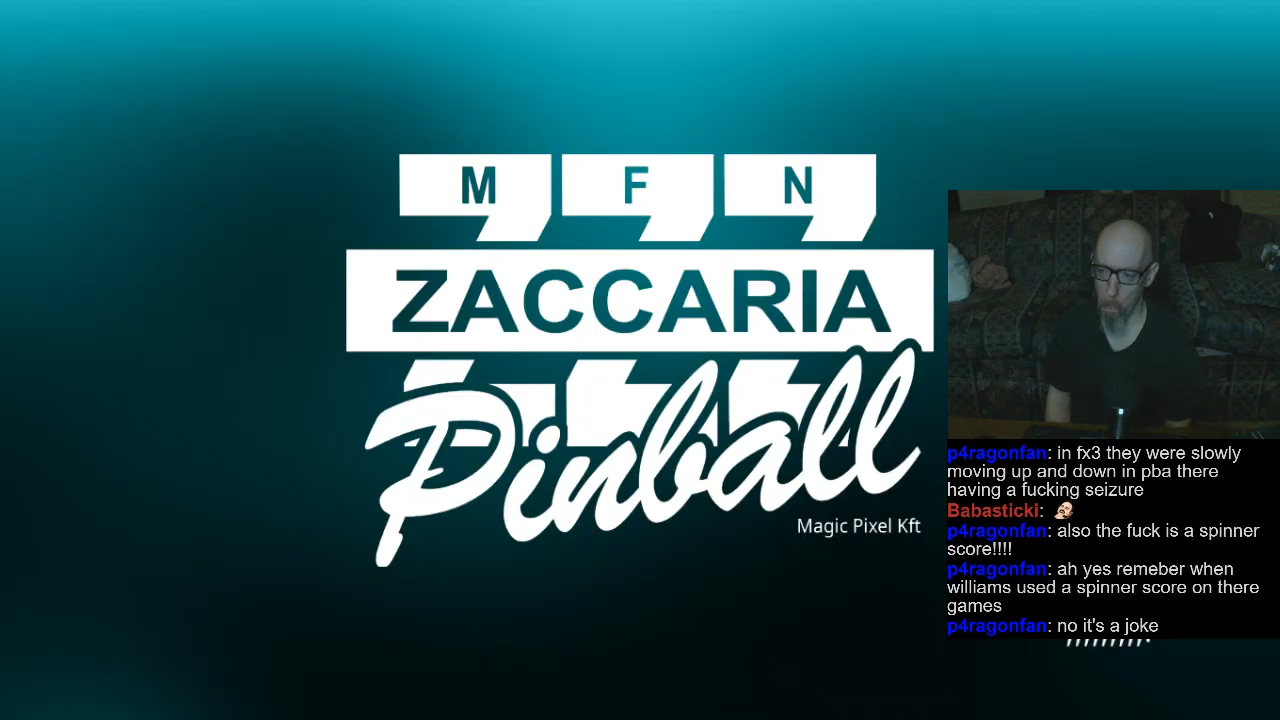 M F N
ZACCARIA
Pinball
Magic Pixel Kft
p4ragonfan: in fx3 they were slowly
moving up and down in pba there
having a fucking seizure
Babasticki:
p4ragonfan: also the fuck is a spinner
score!!!!
p4ragonfan: ah yes remeber when
williams used a spinner score on there
games
p4ragonfan: no it's a joke